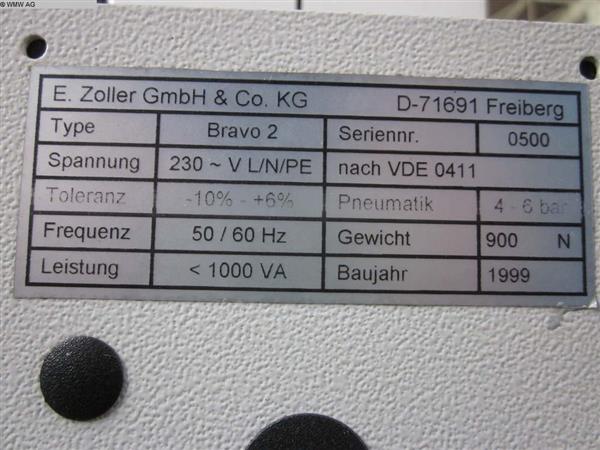 © WMW AG
E. Zoller GmbH & Co. KG D-71691 Freiberg
Type Bravo 2 Seriennr. 0500
Spannung 230 ~ V L/N/PE nach VDE 0411
Toleranz -10% - +6% Pneumatik 4 - 6 bar
Frequenz 50 / 60 Hz Gewicht 900 N
Leistung < 1000 VA Baujahr 1999